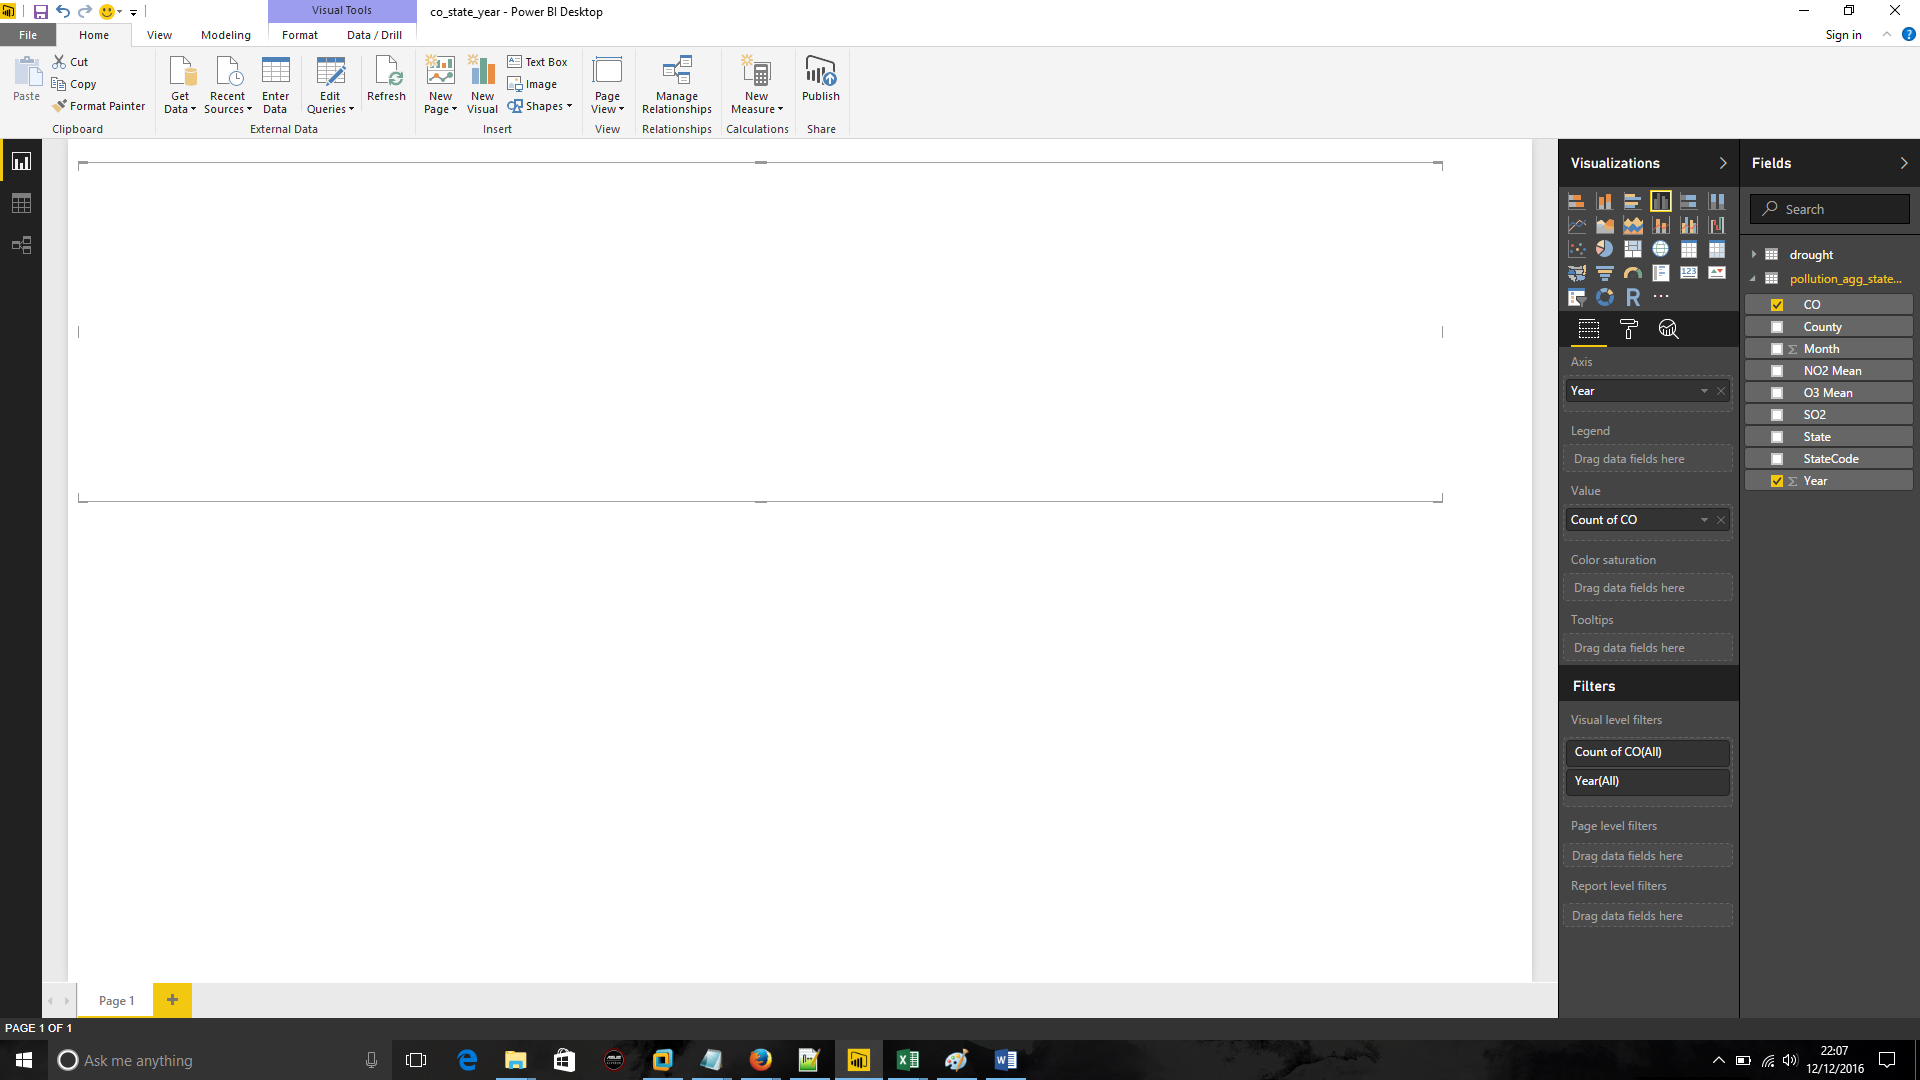 Visual Tools
co_state_year - Power BI Desktop
File
Home
View
Modeling
Format
Data / Drill
Sign in
?
Paste
Cut
Copy
Format Painter
Clipboard
Get Data
Recent Sources
Enter Data
Edit Queries
Refresh
External Data
New Page
New Visual
Text Box
Image
Shapes
Insert
Page View
View
Manage Relationships
Relationships
New Measure
Calculations
Publish
Share
Visualizations
R
Axis
Year
Legend
Drag data fields here
Value
Count of CO
Color saturation
Drag data fields here
Tooltips
Drag data fields here
Filters
Visual level filters
Count of CO(All)
Year(All)
Page level filters
Drag data fields here
Report level filters
Drag data fields here
Fields
Search
drought
pollution_agg_state...
CO
County
Month
NO2 Mean
O3 Mean
SO2
State
StateCode
Year
Page 1
PAGE 1 OF 1
Ask me anything
22:07
12/12/2016